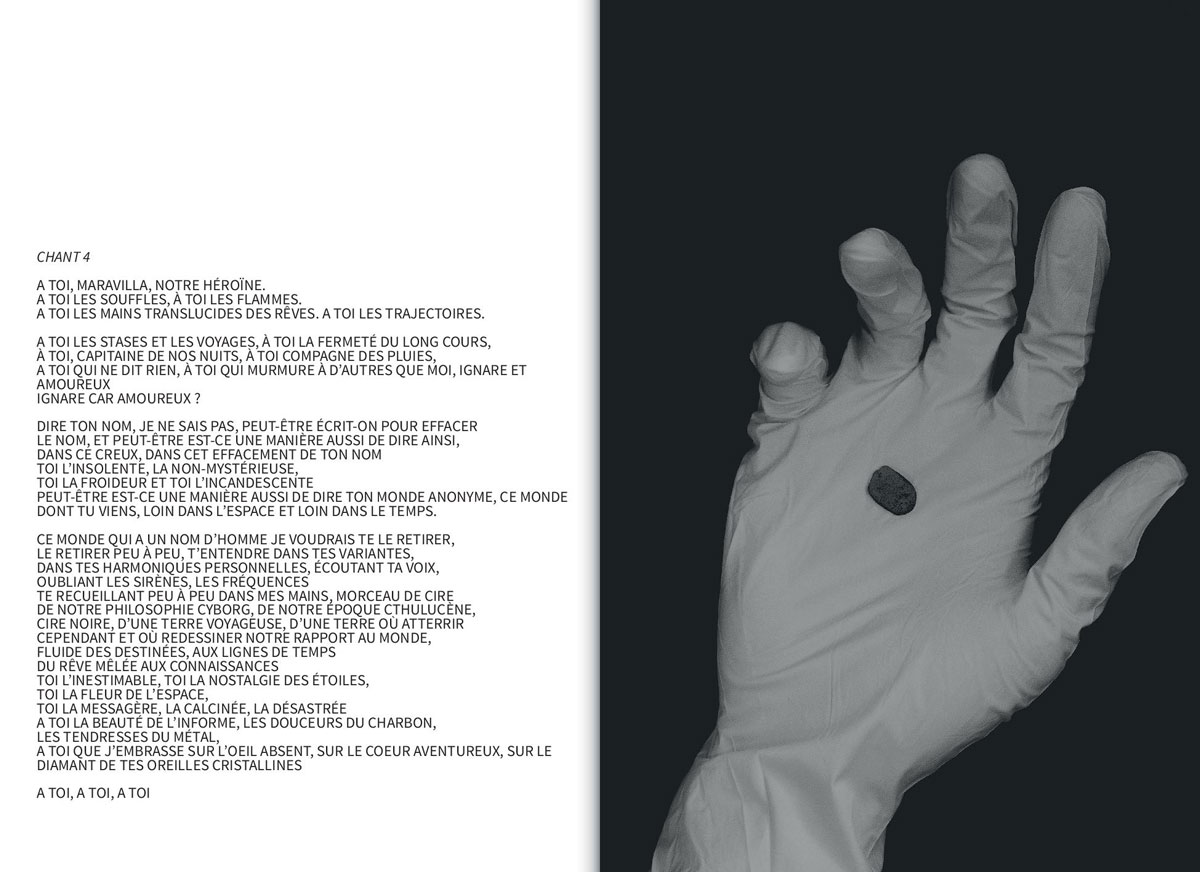 CHANT 4
A TOI, MARAVILLA, NOTRE HÉROÏNE.
A TOI LES SOUFFLES, À TOI LES FLAMMES.
A TOI LES MAINS TRANSLUCIDES DES RÊVES. A TOI LES TRAJECTOIRES.
A TOI LES STASES ET LES VOYAGES, À TOI LA FERMETÉ DU LONG COURS,
À TOI, CAPITAINE DE NOS NUITS, À TOI COMPAGNE DES PLUIES,
A TOI QUI NE DIT RIEN, À TOI QUI MURMURE À D'AUTRES QUE MOI, IGNARE ET
AMOUREUX
IGNARE CAR AMOUREUX ?
DIRE TON NOM, JE NE SAIS PAS, PEUT-ÊTRE ÉCRIT-ON POUR EFFACER
LE NOM, ET PEUT-ÊTRE EST-CE UNE MANIÈRE AUSSI DE DIRE AINSI,
DANS CE CREUX, DANS CET EFFACEMENT DE TON NOM
TOI L'INSOLENTE, LA NON-MYSTÉRIEUSE,
TOI LA FROIDEUR ET TOI L'INCANDESCENTE
PEUT-ÊTRE EST-CE UNE MANIÈRE AUSSI DE DIRE TON MONDE ANONYME, CE MONDE
DONT TU VIENS, LOIN DANS L'ESPACE ET LOIN DANS LE TEMPS.
CE MONDE QUI A UN NOM D'HOMME JE VOUDRAIS TE LE RETIRER,
LE RETIRER PEU À PEU, T'ENTENDRE DANS TES VARIANTES,
DANS TES HARMONIQUES PERSONNELLES, ÉCOUTANT TA VOIX,
OUBLIANT LES SIRÈNES, LES FRÉQUENCES
TE RECUEILLANT PEU À PEU DANS MES MAINS, MORCEAU DE CIRE
DE NOTRE PHILOSOPHIE CYBORG, DE NOTRE ÉPOQUE CTHULUCÈNE,
CIRE NOIRE, D'UNE TERRE VOYAGEUSE, D'UNE TERRE OÙ ATTERRIR
CEPENDANT ET OÙ REDESSINER NOTRE RAPPORT AU MONDE,
FLUIDE DES DESTINÉES, AUX LIGNES DE TEMPS
DU RÊVE MÊLÉE AUX CONNAISSANCES
TOI L'INESTIMABLE, TOI LA NOSTALGIE DES ÉTOILES,
TOI LA FLEUR DE L'ESPACE,
TOI LA MESSAGÈRE, LA CALCINÉE, LA DÉSASTRÉE
A TOI LA BEAUTÉ DE L'INFORME, LES DOUCEURS DU CHARBON,
LES TENDRESSES DU MÉTAL,
A TOI QUE J'EMBRASSE SUR L'OEIL ABSENT, SUR LE COEUR AVENTUREUX, SUR LE
DIAMANT DE TES OREILLES CRISTALLINES
A TOI, A TOI, A TOI